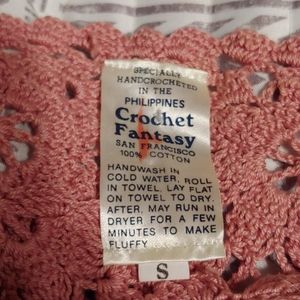 SPECIALLY
HANDCROCHETED
IN THE
PHILIPPINES
Crochet
Fantasy
SAN FRANCISCO
100% COTTON
HANDWASH IN
COLD WATER, ROLL
IN TOWEL, LAY FLAT
ON TOWEL TO DRY.
AFTER, MAY RUN IN
DRYER FOR A FEW
MINUTES TO MAKE
FLUFFY
S